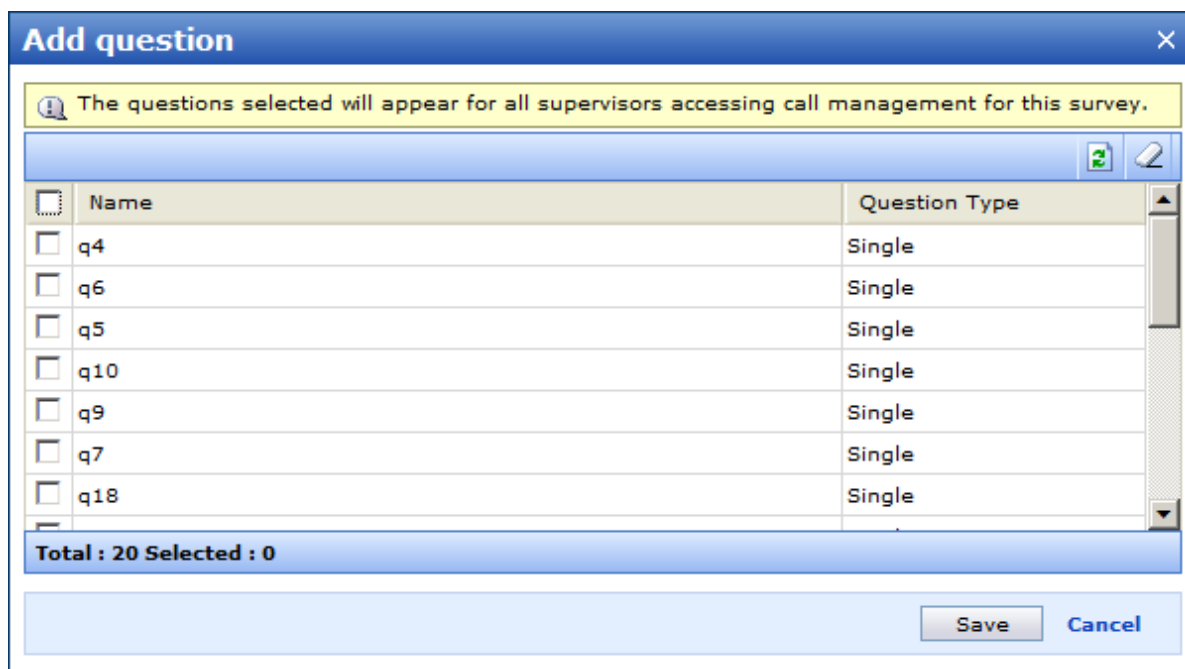 Add question
The questions selected will appear for all supervisors accessing call management for this survey.
Name Question Type
q4 Single
q6 Single
q5 Single
q10 Single
q9 Single
q7 Single
q18 Single
Total : 20 Selected : 0
Save Cancel